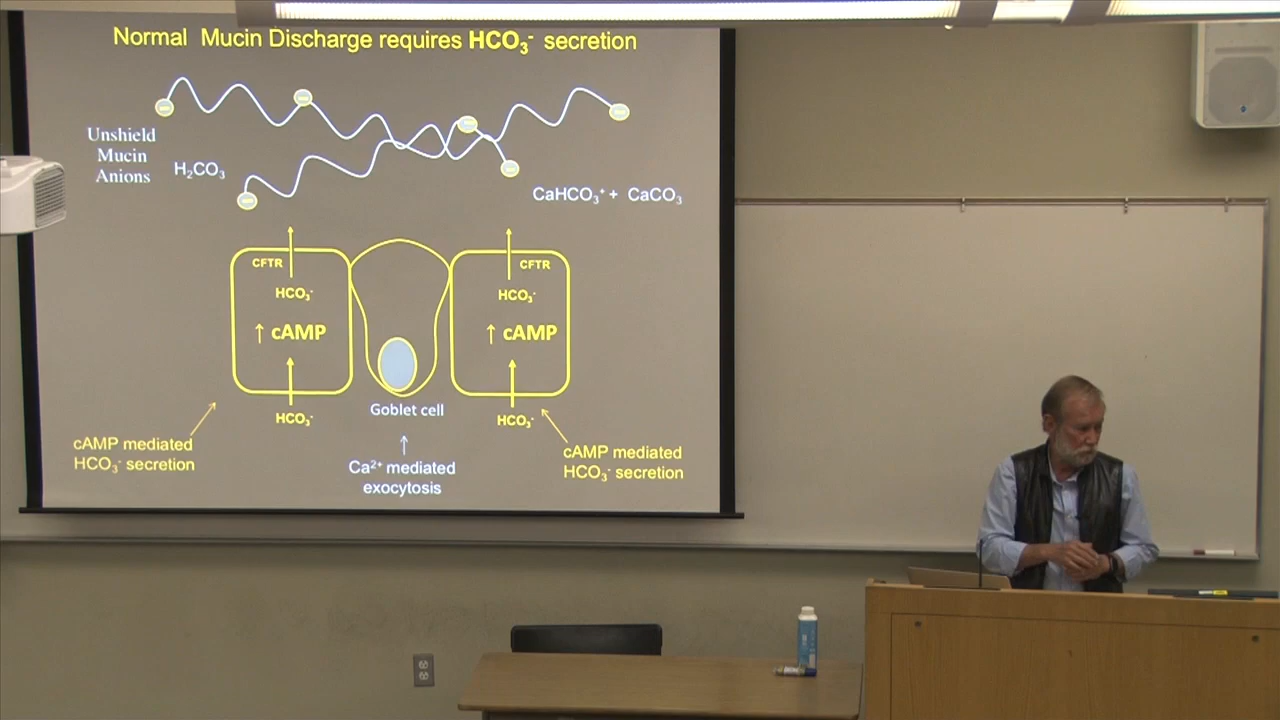 Normal Mucin Discharge requires HCO₃⁻ secretion
Unshield
Mucin
Anions
H₂CO₃
CaHCO₃⁺ + CaCO₃
CFTR
HCO₃⁻
↑ cAMP
HCO₃⁻
CFTR
HCO₃⁻
↑ cAMP
HCO₃⁻
Goblet cell
cAMP mediated
HCO₃⁻ secretion
Ca²⁺ mediated
exocytosis
cAMP mediated
HCO₃⁻ secretion